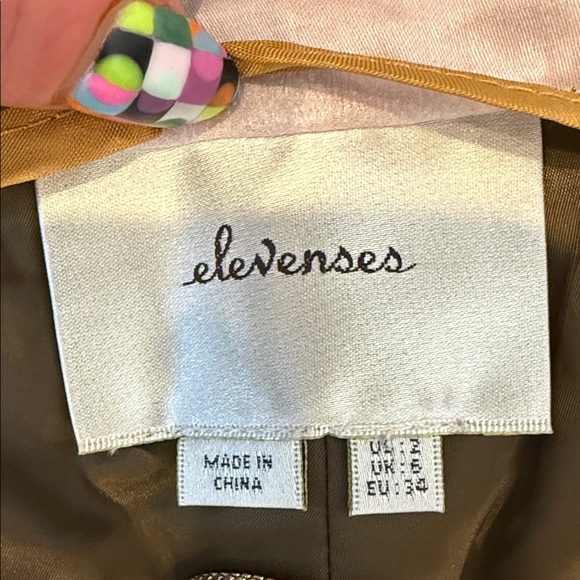 elevenses
MADE IN
CHINA
US : 2
UK : 6
EU : 34